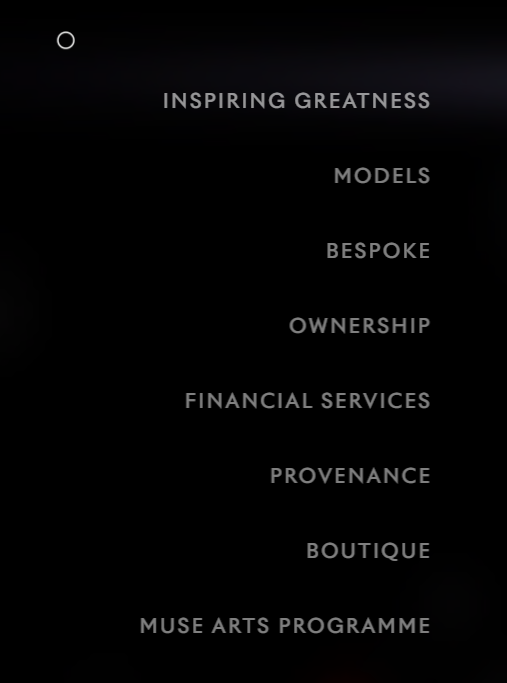 INSPIRING GREATNESS
MODELS
BESPOKE
OWNERSHIP
FINANCIAL SERVICES
PROVENANCE
BOUTIQUE
MUSE ARTS PROGRAMME